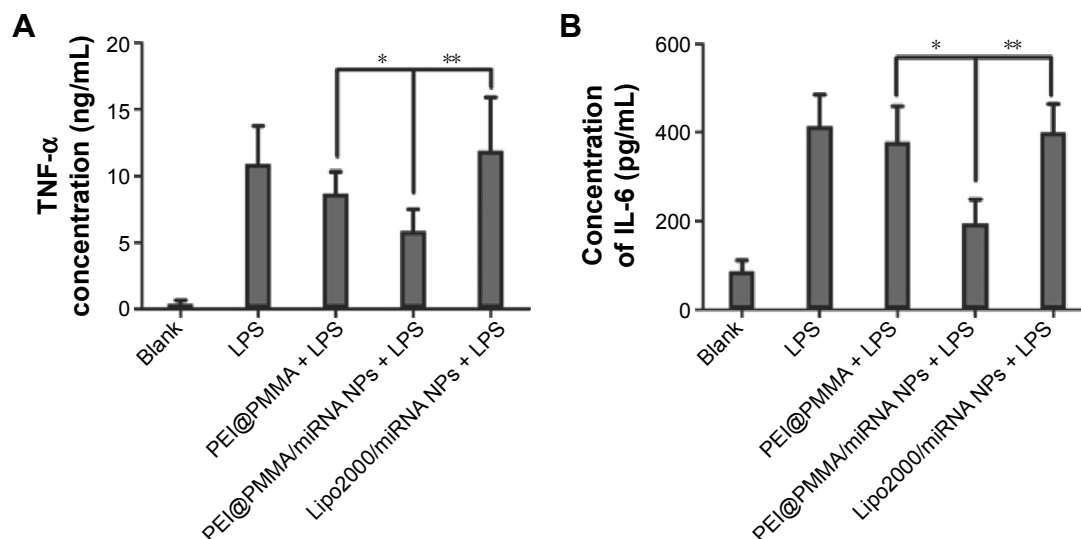 A
TNF-α
concentration (ng/mL)
20
15
10
5
0
* **
Blank
LPS
PEI@PMMA + LPS
PEI@PMMA/miRNA NPs + LPS
Lipo2000/miRNA NPs + LPS
B
Concentration
of IL-6 (pg/mL)
600
400
200
0
* **
Blank
LPS
PEI@PMMA + LPS
PEI@PMMA/miRNA NPs + LPS
Lipo2000/miRNA NPs + LPS